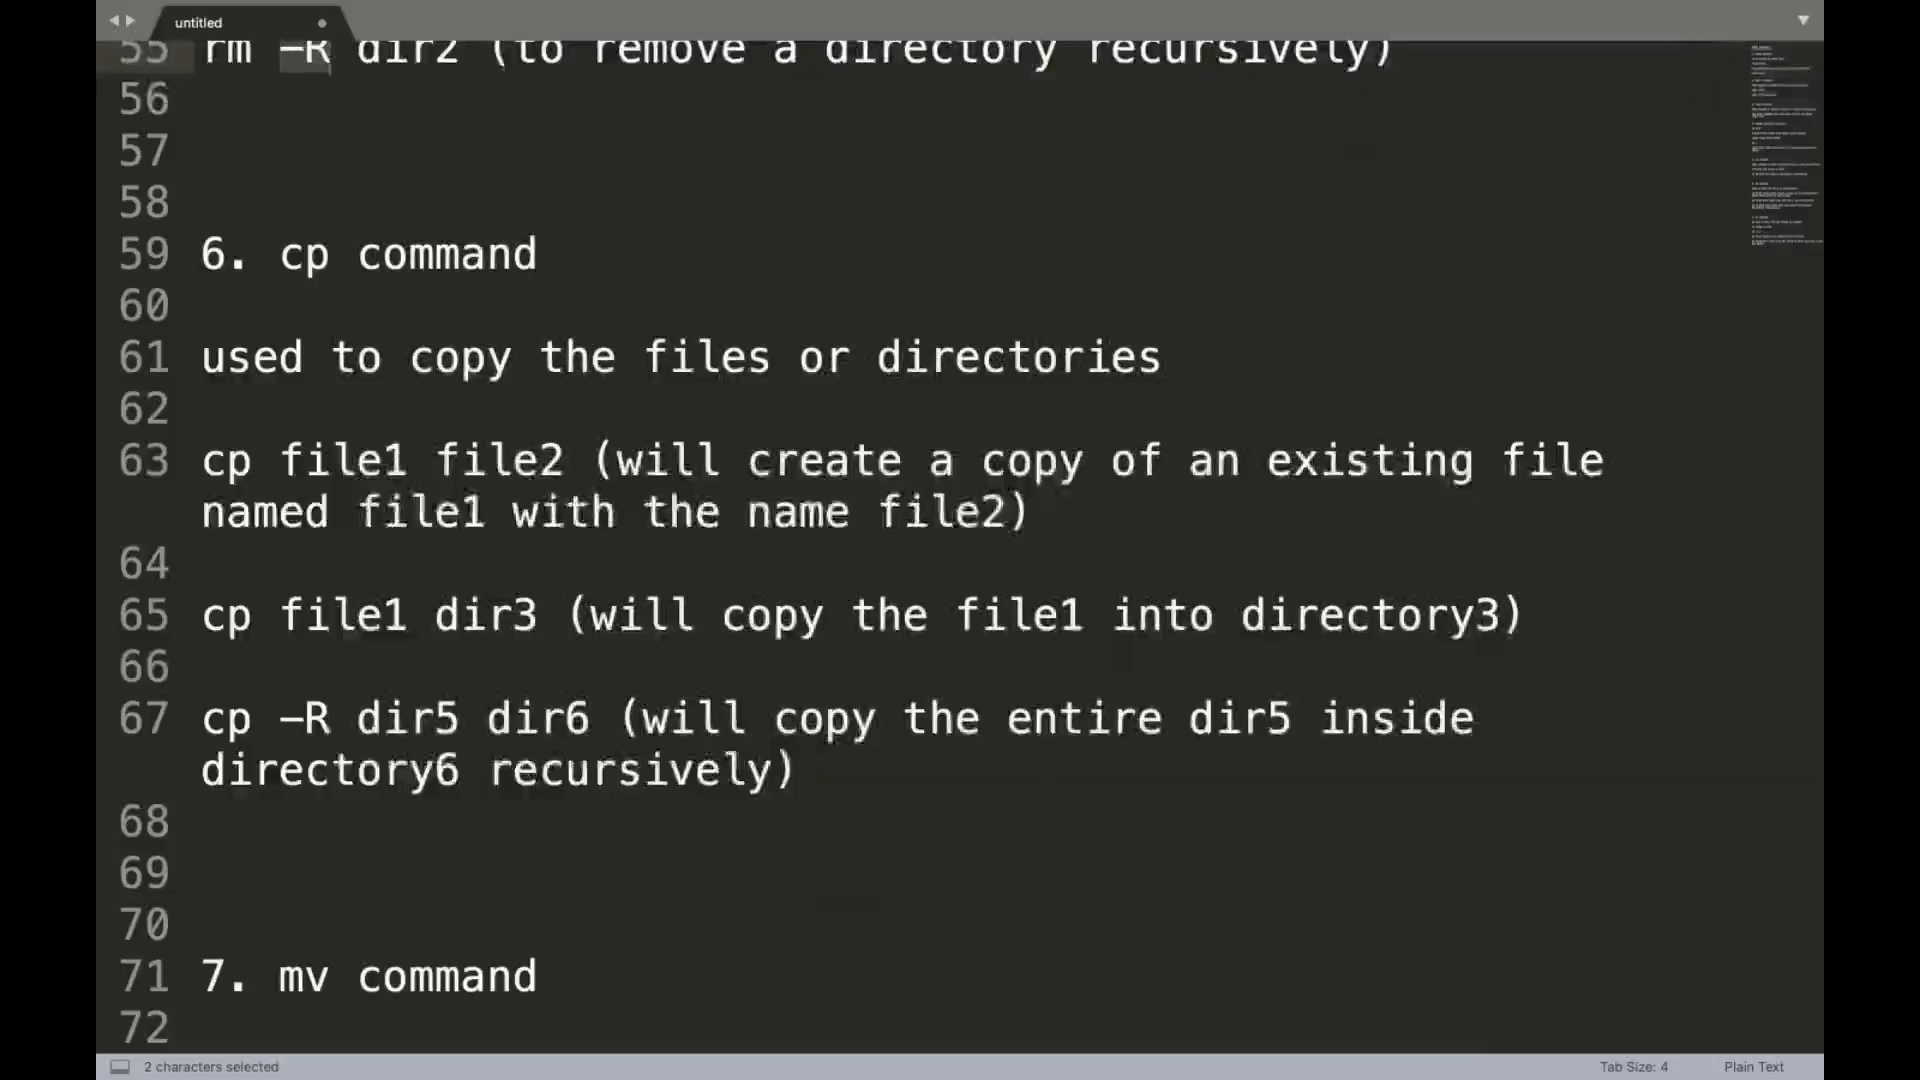 untitled
55 rm -R dir2 (to remove a directory recursively)
56
57
58
59 6. cp command
60
61 used to copy the files or directories
62
63 cp file1 file2 (will create a copy of an existing file
named file1 with the name file2)
64
65 cp file1 dir3 (will copy the file1 into directory3)
66
67 cp -R dir5 dir6 (will copy the entire dir5 inside
directory6 recursively)
68
69
70
71 7. mv command
72
2 characters selected Tab Size: 4 Plain Text